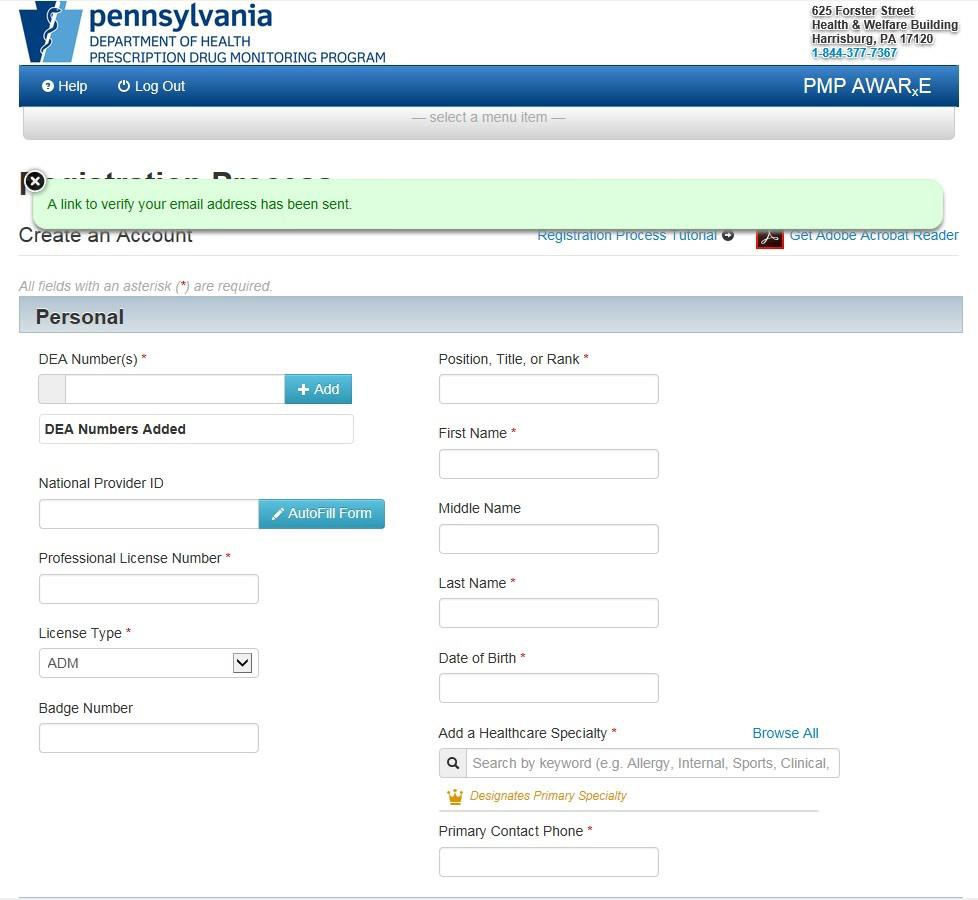 pennsylvania
DEPARTMENT OF HEALTH
PRESCRIPTION DRUG MONITORING PROGRAM
625 Forster Street
Health & Welfare Building
Harrisburg, PA 17120
1-844-377-7367
Help
Log Out
PMP AWARxE
— select a menu item —
Registration Process
A link to verify your email address has been sent.
Create an Account
Registration Process Tutorial
Get Adobe Acrobat Reader
All fields with an asterisk (*) are required.
Personal
DEA Number(s) *
+ Add
DEA Numbers Added
National Provider ID
AutoFill Form
Professional License Number *
License Type *
ADM
Badge Number
Position, Title, or Rank *
First Name *
Middle Name
Last Name *
Date of Birth *
Add a Healthcare Specialty *
Browse All
Search by keyword (e.g. Allergy, Internal, Sports, Clinical,
Designates Primary Specialty
Primary Contact Phone *